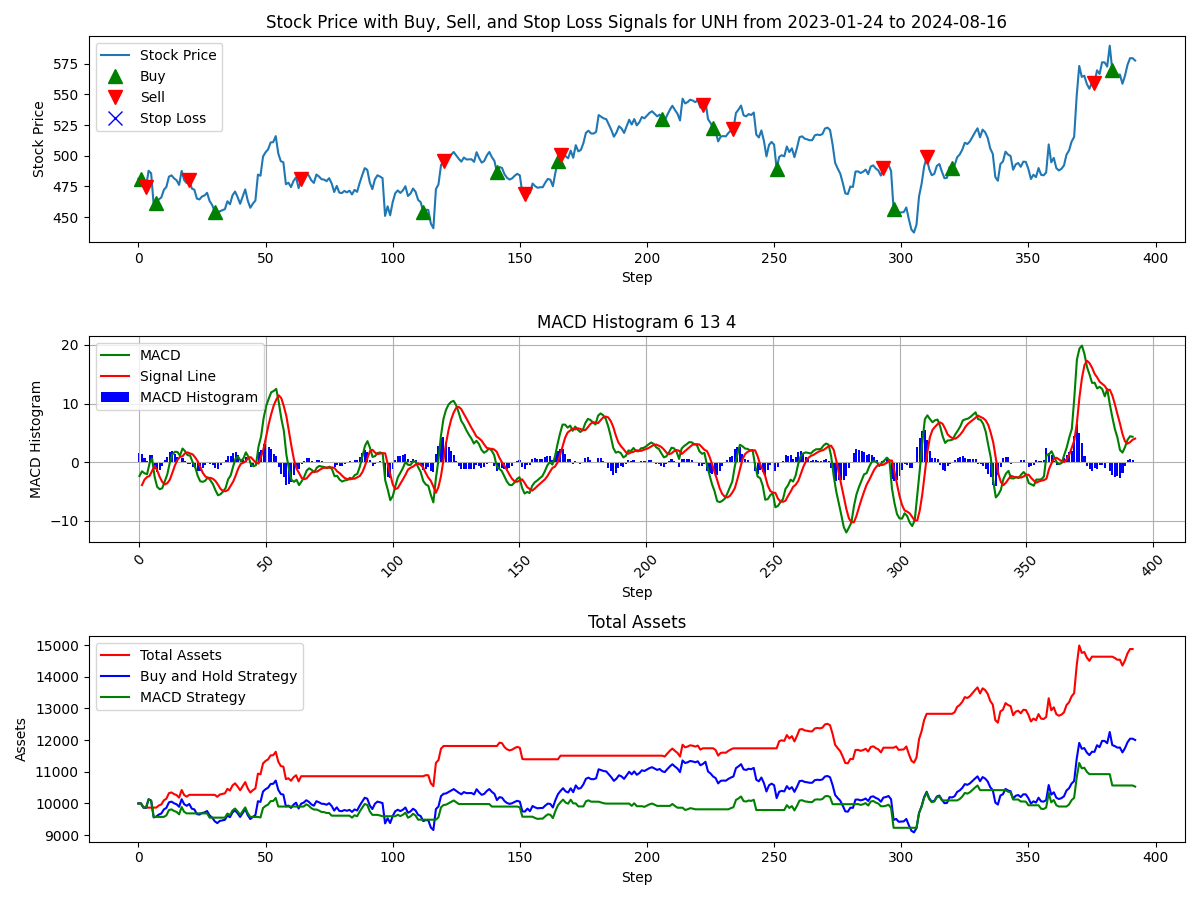 Stock Price with Buy, Sell, and Stop Loss Signals for UNH from 2023-01-24 to 2024-08-16
Stock Price
Buy
Sell
Stop Loss
Stock Price
575
550
525
500
475
450
0 50 100 150 200 250 300 350 400
Step
MACD Histogram 6 13 4
MACD
Signal Line
MACD Histogram
MACD Histogram
20
10
0
−10
0 50 100 150 200 250 300 350 400
Step
Total Assets
Total Assets
Buy and Hold Strategy
MACD Strategy
Assets
15000
14000
13000
12000
11000
10000
9000
0 50 100 150 200 250 300 350 400
Step